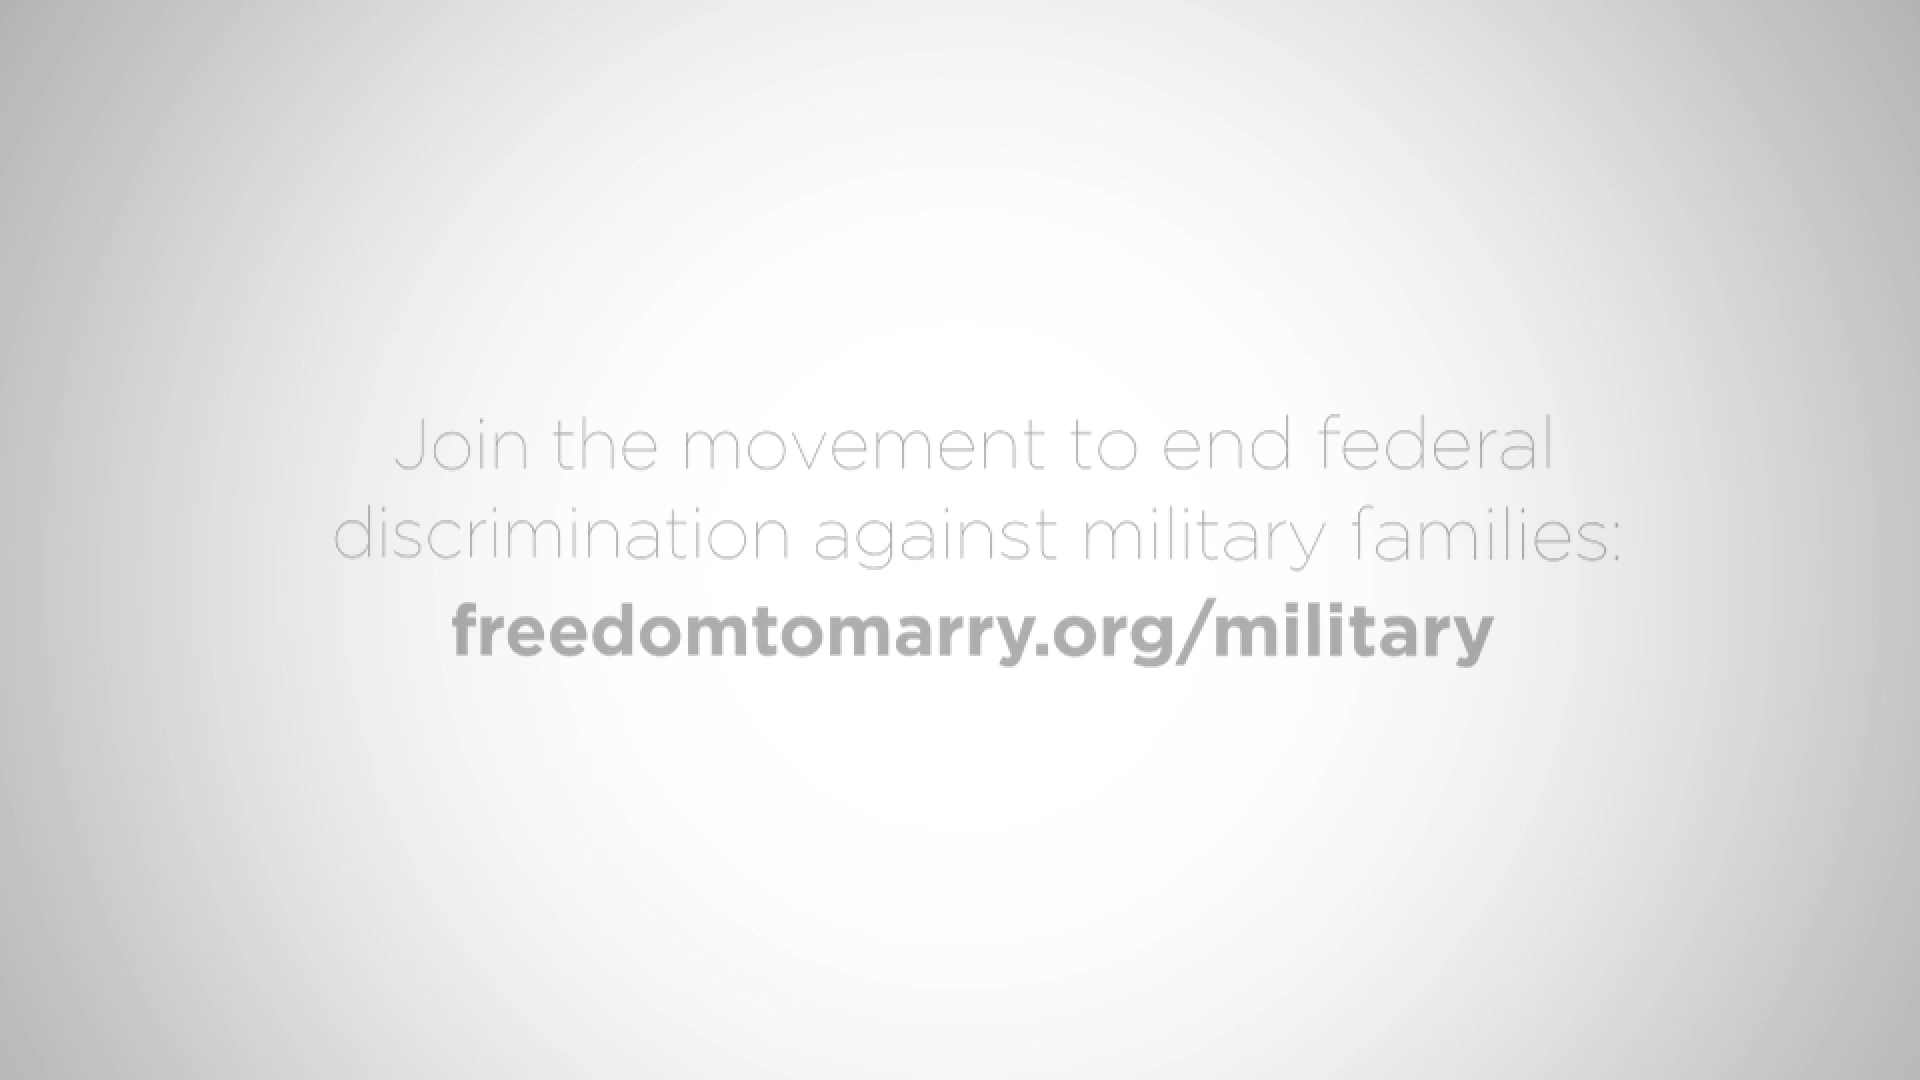 Join the movement to end federal
discrimination against military families:
freedomtomarry.org/military